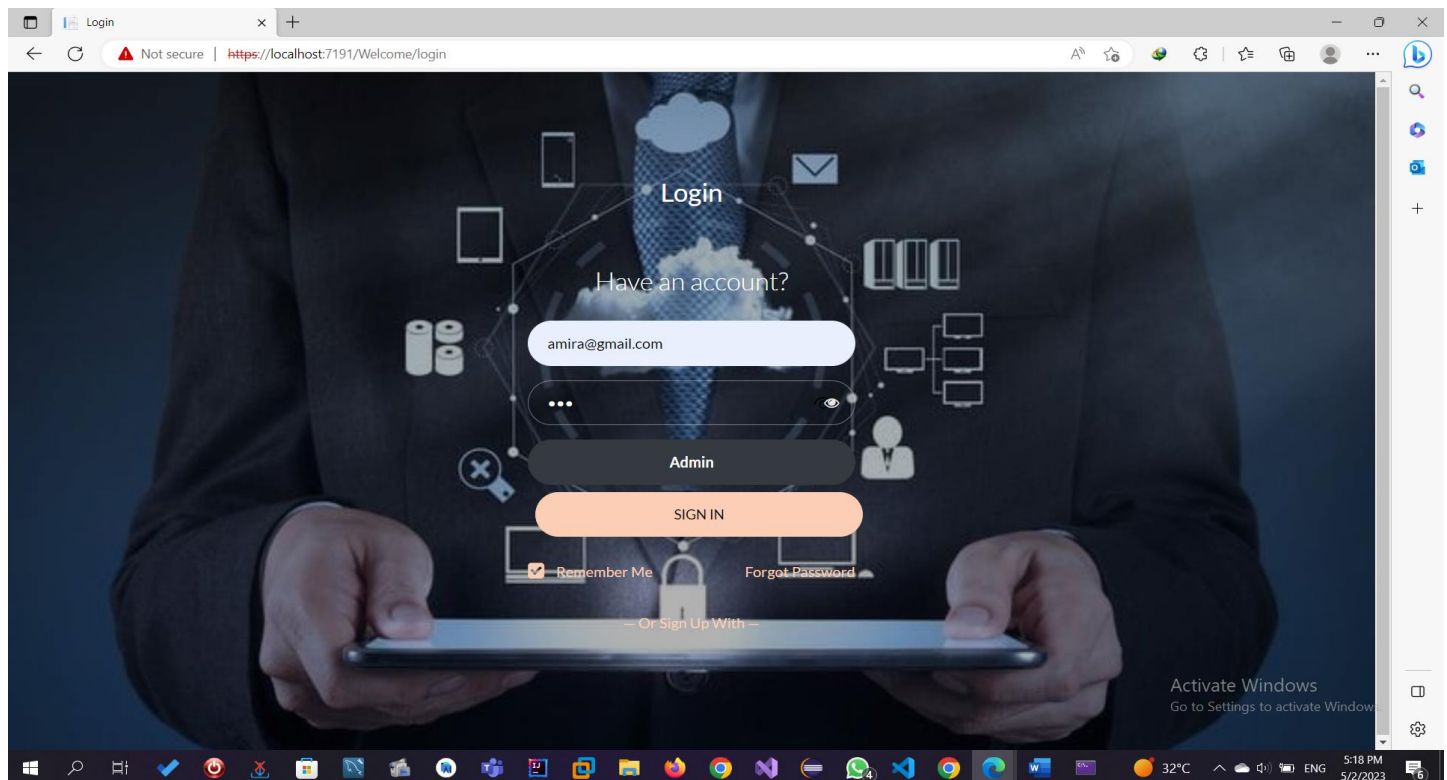 Login
Not secure | https://localhost:7191/Welcome/login
Login
Have an account?
amira@gmail.com
Admin
SIGN IN
Remember Me Forgot Password
— Or Sign Up With —
Activate Windows
Go to Settings to activate Windows
32°C ENG 5:18 PM
5/2/2023